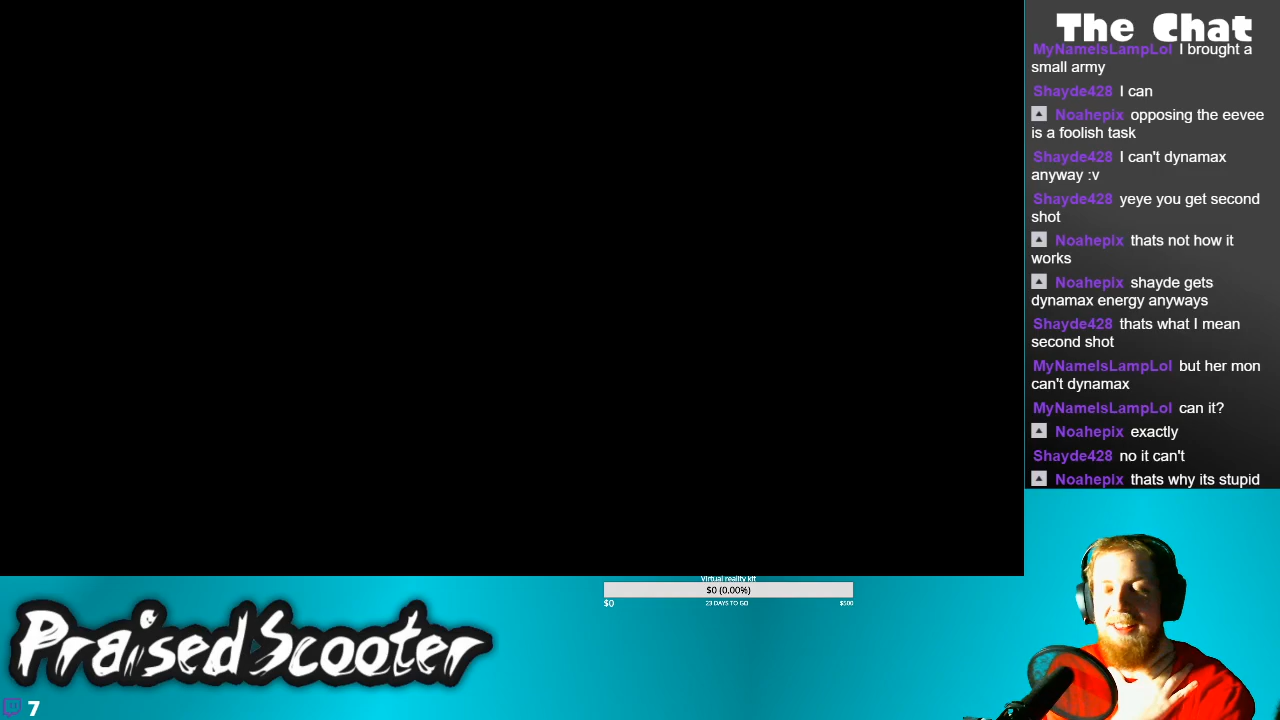 The Chat
MyNameIsLampLol I brought a
small army
Shayde428 I can
Noahepix opposing the eevee
is a foolish task
Shayde428 I can't dynamax
anyway :v
Shayde428 yeye you get second
shot
Noahepix thats not how it
works
Noahepix shayde gets
dynamax energy anyways
Shayde428 thats what I mean
second shot
MyNameIsLampLol but her mon
can't dynamax
MyNameIsLampLol can it?
Noahepix exactly
Shayde428 no it can't
Noahepix thats why its stupid
Virtual reality kit
$0 (0.00%)
$0 23 DAYS TO GO $500
Praised Scooter
7